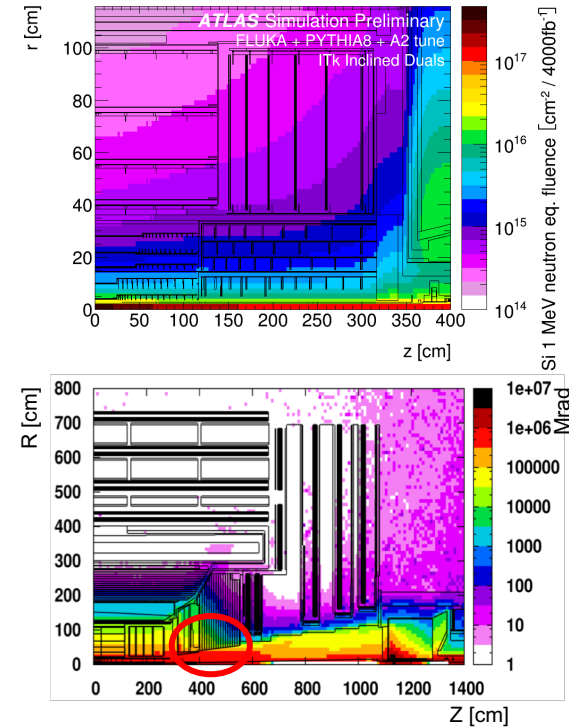 ATLAS Simulation Preliminary
FLUKA + PYTHIA8 + A2 tune
ITk Inclined Duals
r [cm]
100
80
60
40
20
0
0 50 100 150 200 250 300 350 400
z [cm]
10¹⁷
10¹⁶
10¹⁵
10¹⁴
Si 1 MeV neutron eq. fluence [cm⁻² / 4000fb⁻¹]
R [cm]
800
700
600
500
400
300
200
100
0
0 200 400 600 800 1000 1200 1400
Z [cm]
1e+07
1e+06
100000
10000
1000
100
10
1
Mrad